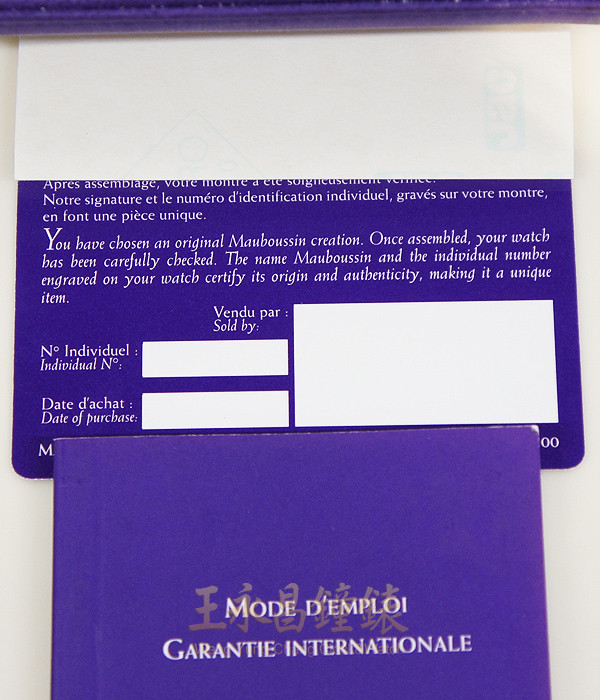 Après assemblage, votre montre a été soigneusement vérifiée.
Notre signature et le numéro d'identification individuel, gravés sur votre montre,
en font une pièce unique.
You have chosen an original Mauboussin creation. Once assembled, your watch
has been carefully checked. The name Mauboussin and the individual number
engraved on your watch certify its origin and authenticity, making it a unique
item.
Vendu par :
Sold by:
N° Individuel :
Individual N°:
Date d'achat :
Date of purchase:
00
王永昌鐘錶
MODE D'EMPLOI
GARANTIE INTERNATIONALE